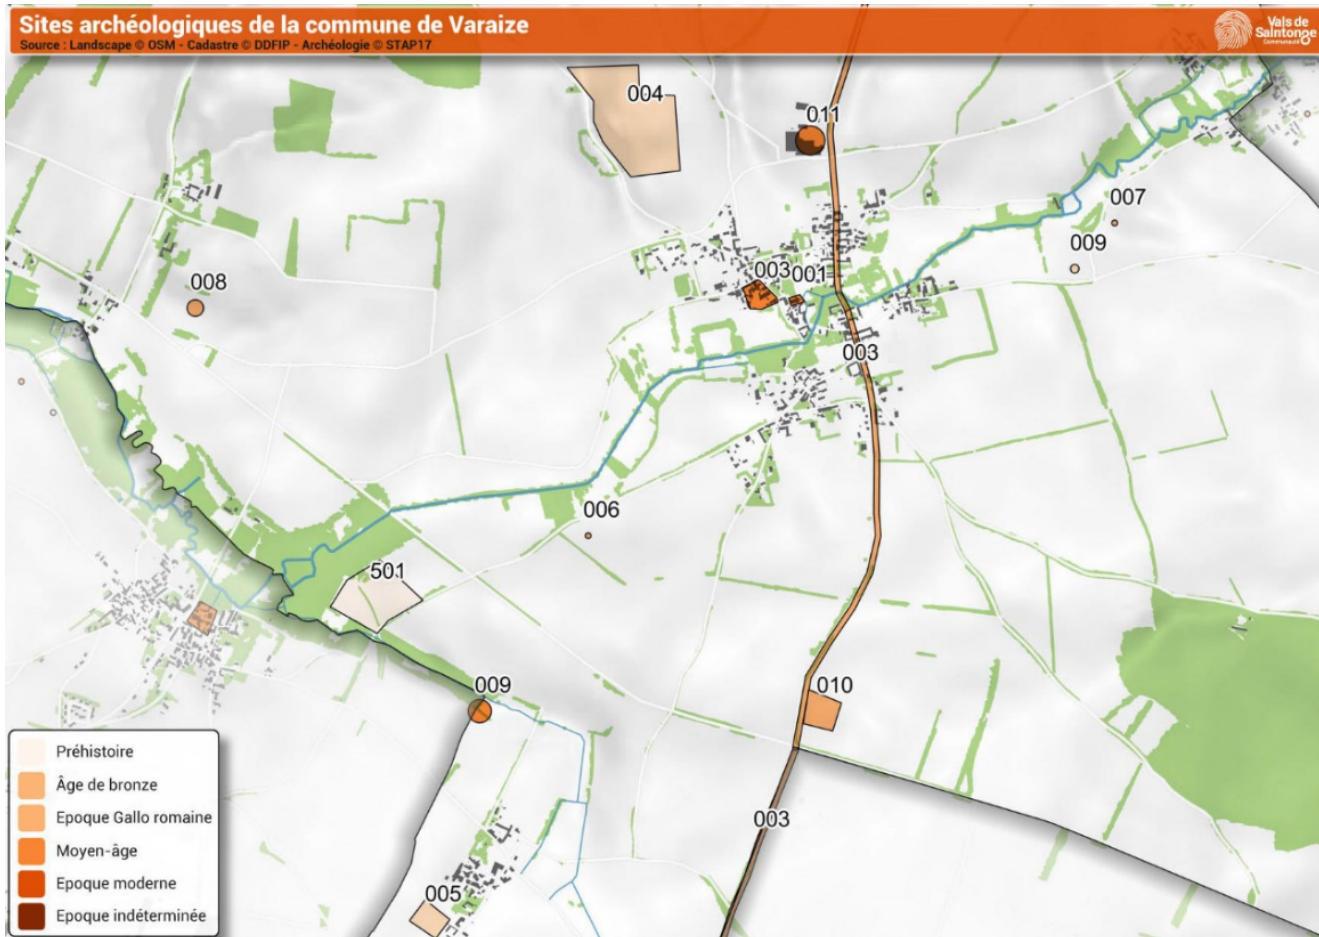 Sites archéologiques de la commune de Varaize
Source : Landscape © OSM - Cadastre © DDFIP - Archéologie © STAP17
Vals de
Saintonge
Communauté
004
011
007
009
008
003
001
003
006
501
009
010
003
005
Préhistoire
Âge de bronze
Epoque Gallo romaine
Moyen-âge
Epoque moderne
Epoque indéterminée